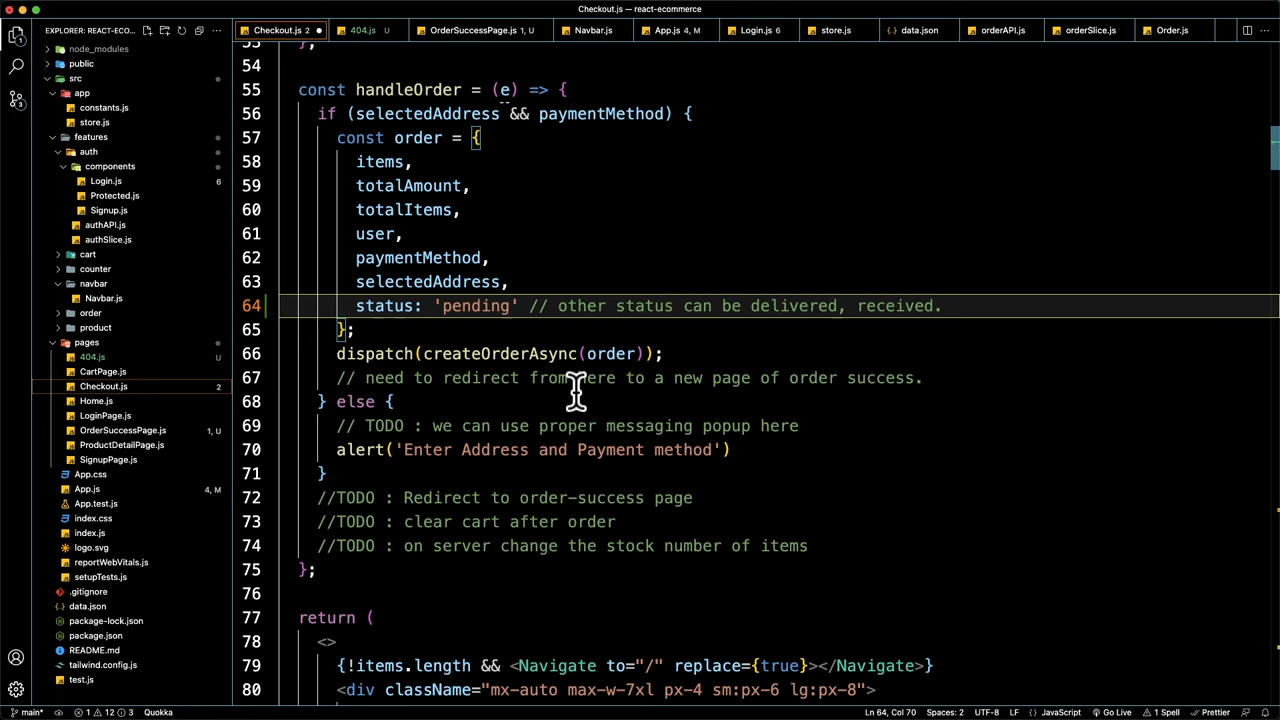 Checkout.js — react-ecommerce
EXPLORER: REACT-ECO...
Checkout.js 2
404.js U
OrderSuccessPage.js 1, U
Navbar.js
App.js 4, M
Login.js 6
store.js
data.json
orderAPI.js
orderSlice.js
Order.js
node_modules
public
src
app
constants.js
store.js
features
auth
components
Login.js 6
Protected.js
Signup.js
authAPI.js
authSlice.js
cart
counter
navbar
Navbar.js
order
product
pages
404.js U
CartPage.js
Checkout.js 2
Home.js
LoginPage.js
OrderSuccessPage.js 1, U
ProductDetailPage.js
SignupPage.js
App.css
App.js 4, M
App.test.js
index.css
index.js
logo.svg
reportWebVitals.js
setupTests.js
.gitignore
data.json
package-lock.json
package.json
README.md
tailwind.config.js
test.js
53 };
54
55 const handleOrder = (e) => {
56 if (selectedAddress && paymentMethod) {
57 const order = {
58 items,
59 totalAmount,
60 totalItems,
61 user,
62 paymentMethod,
63 selectedAddress,
64 status: 'pending' // other status can be delivered, received.
65 };
66 dispatch(createOrderAsync(order));
67 // need to redirect from here to a new page of order success.
68 } else {
69 // TODO : we can use proper messaging popup here
70 alert('Enter Address and Payment method')
71 }
72 //TODO : Redirect to order-success page
73 //TODO : clear cart after order
74 //TODO : on server change the stock number of items
75 };
76
77 return (
78 <>
79 {!items.length && <Navigate to="/" replace={true}></Navigate>}
80 <div className="mx-auto max-w-7xl px-4 sm:px-6 lg:px-8">
main* 1 12 3 Quokka
Ln 64, Col 70 Spaces: 2 UTF-8 LF JavaScript Go Live 1 Spell Prettier